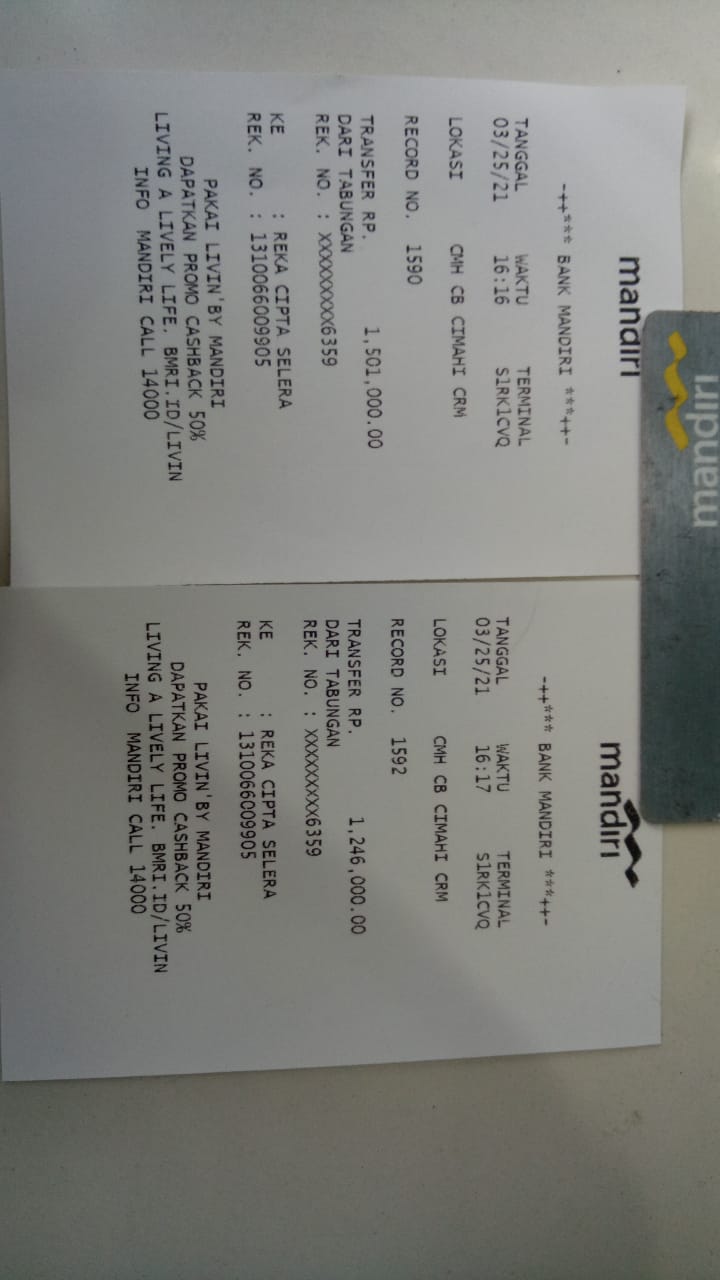 mandiri
mandiri
-++*** BANK MANDIRI ***++-
TANGGAL WAKTU TERMINAL
03/25/21 16:16 S1RK1CVQ
LOKASI CMH CB CIMAHI CRM
RECORD NO. 1590
TRANSFER RP. 1,501,000.00
DARI TABUNGAN
REK. NO. : XXXXXXXXX6359
KE : REKA CIPTA SELERA
REK. NO. : 1310066009905
PAKAI LIVIN'BY MANDIRI
DAPATKAN PROMO CASHBACK 50%
LIVING A LIVELY LIFE. BMRI.ID/LIVIN
INFO MANDIRI CALL 14000
mandiri
-++*** BANK MANDIRI ***++-
TANGGAL WAKTU TERMINAL
03/25/21 16:17 S1RK1CVQ
LOKASI CMH CB CIMAHI CRM
RECORD NO. 1592
TRANSFER RP. 1,246,000.00
DARI TABUNGAN
REK. NO. : XXXXXXXXX6359
KE : REKA CIPTA SELERA
REK. NO. : 1310066009905
PAKAI LIVIN'BY MANDIRI
DAPATKAN PROMO CASHBACK 50%
LIVING A LIVELY LIFE. BMRI.ID/LIVIN
INFO MANDIRI CALL 14000